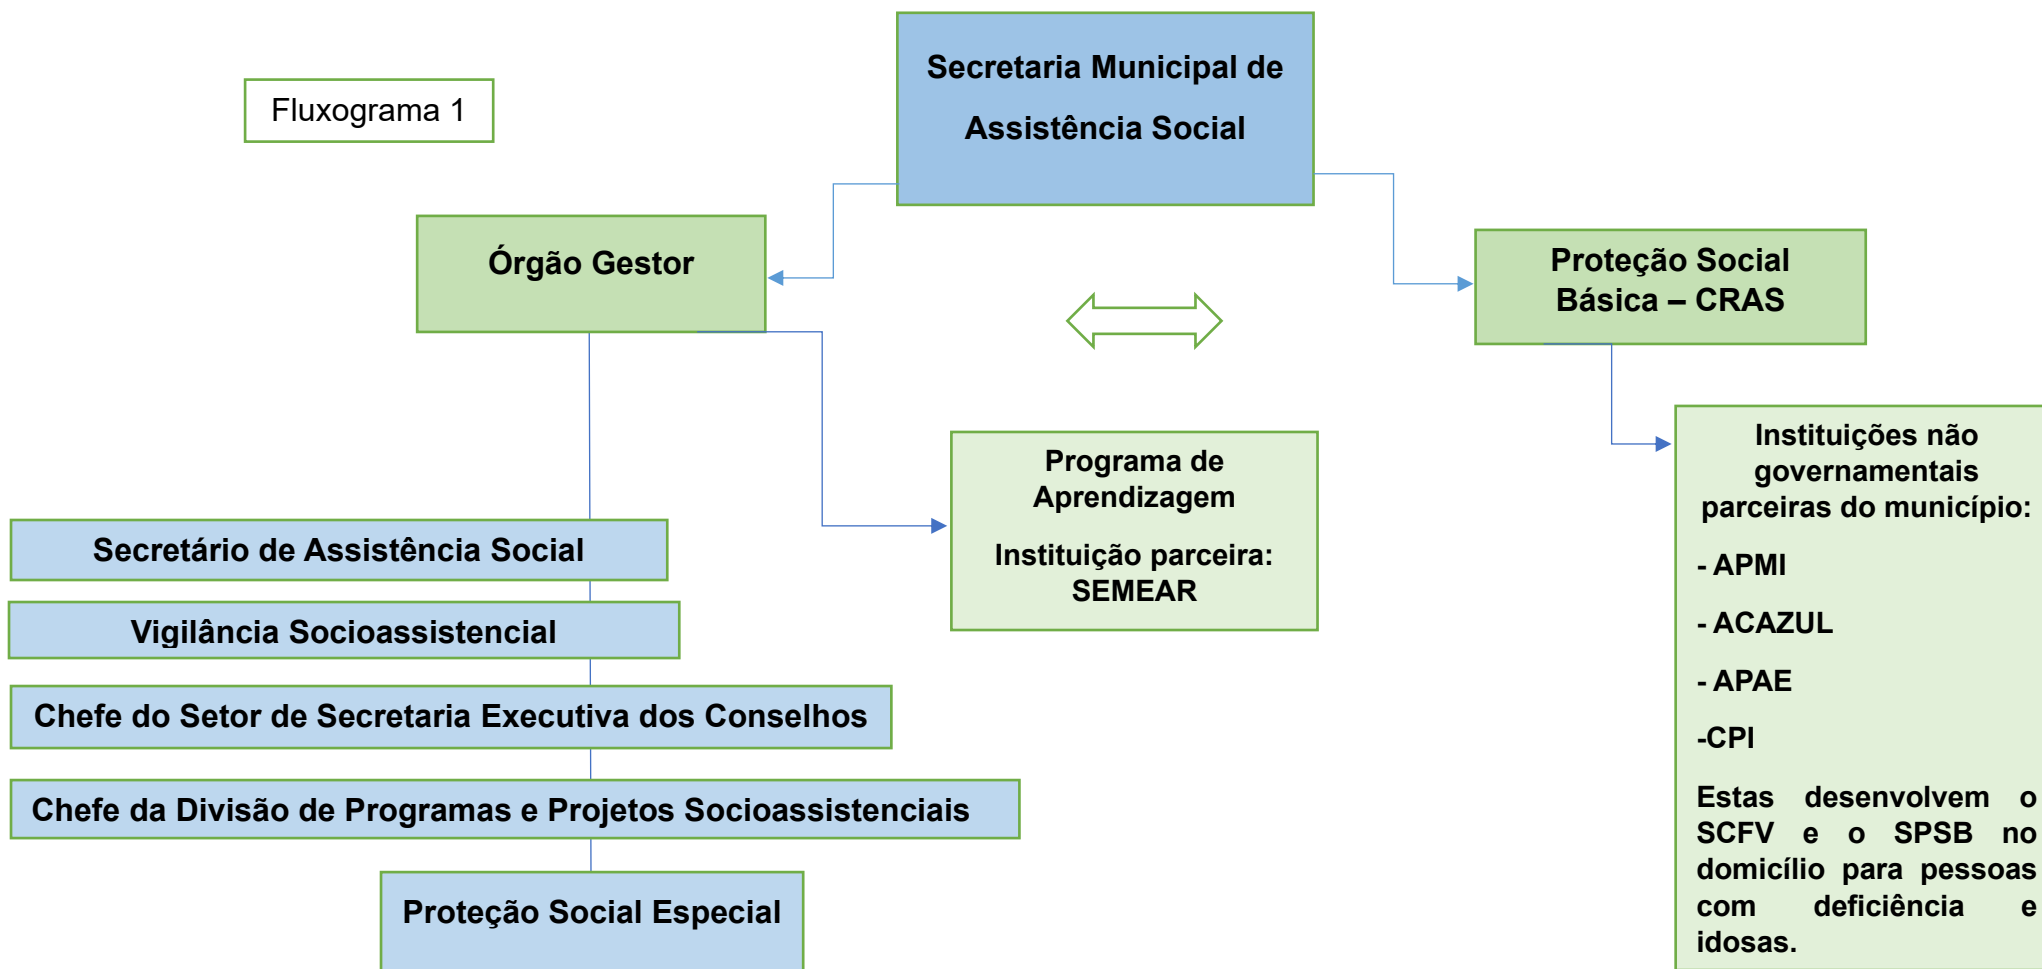 Fluxograma 1
Secretaria Municipal de
Assistência Social
Órgão Gestor
Proteção Social
Básica – CRAS
Programa de
Aprendizagem
Instituição parceira:
SEMEAR
Instituições não
governamentais
parceiras do município:
- APMI
- ACAZUL
- APAE
-CPI
Estas desenvolvem o
SCFV e o SPSB no
domicílio para pessoas
com deficiência e
idosas.
Secretário de Assistência Social
Vigilância Socioassistencial
Chefe do Setor de Secretaria Executiva dos Conselhos
Chefe da Divisão de Programas e Projetos Socioassistenciais
Proteção Social Especial